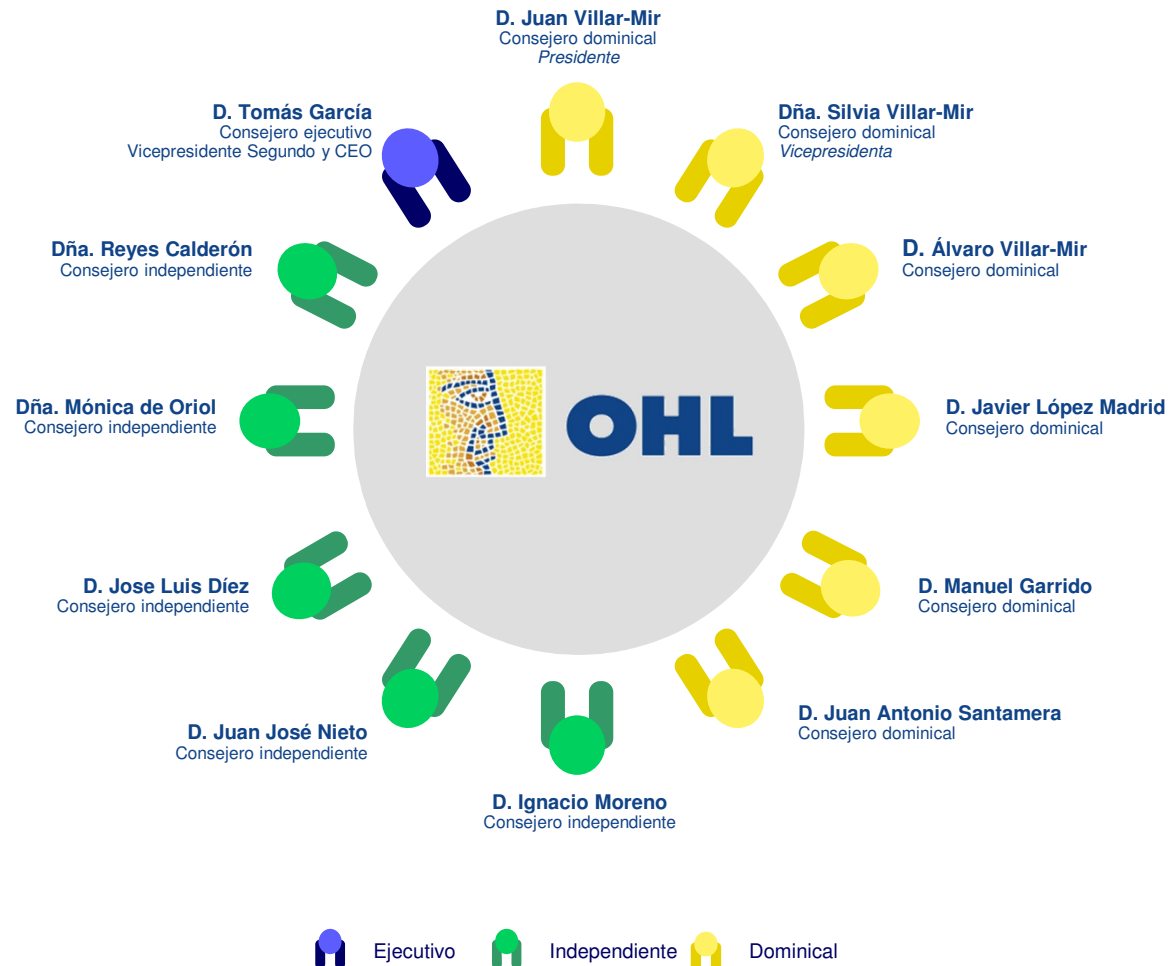 D. Juan Villar-Mir
Consejero dominical
Presidente
D. Tomás García
Consejero ejecutivo
Vicepresidente Segundo y CEO
Dña. Silvia Villar-Mir
Consejero dominical
Vicepresidenta
Dña. Reyes Calderón
Consejero independiente
D. Álvaro Villar-Mir
Consejero dominical
Dña. Mónica de Oriol
Consejero independiente
OHL
D. Javier López Madrid
Consejero dominical
D. Jose Luis Díez
Consejero independiente
D. Manuel Garrido
Consejero dominical
D. Juan José Nieto
Consejero independiente
D. Juan Antonio Santamera
Consejero dominical
D. Ignacio Moreno
Consejero independiente
Ejecutivo
Independiente
Dominical